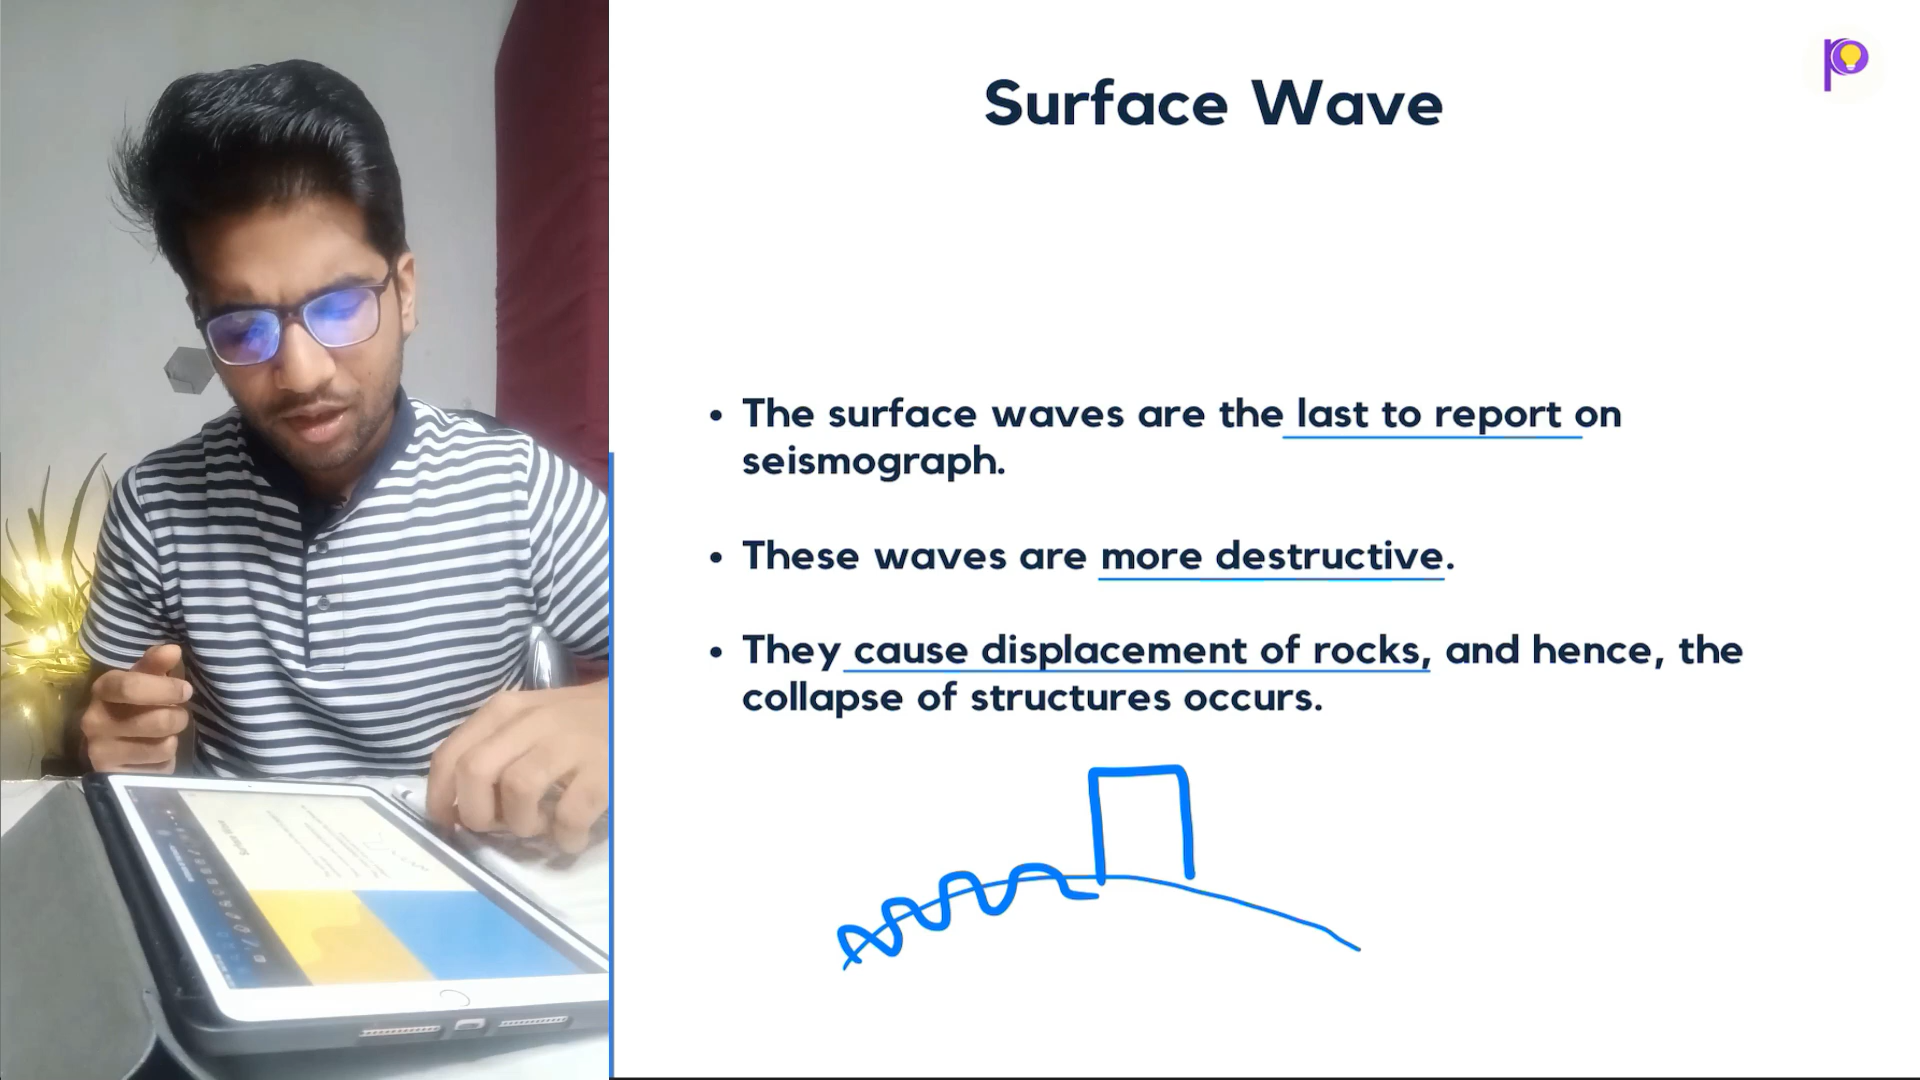 Surface Wave
• The surface waves are the last to report on
seismograph.
• These waves are more destructive.
• They cause displacement of rocks, and hence, the
collapse of structures occurs.